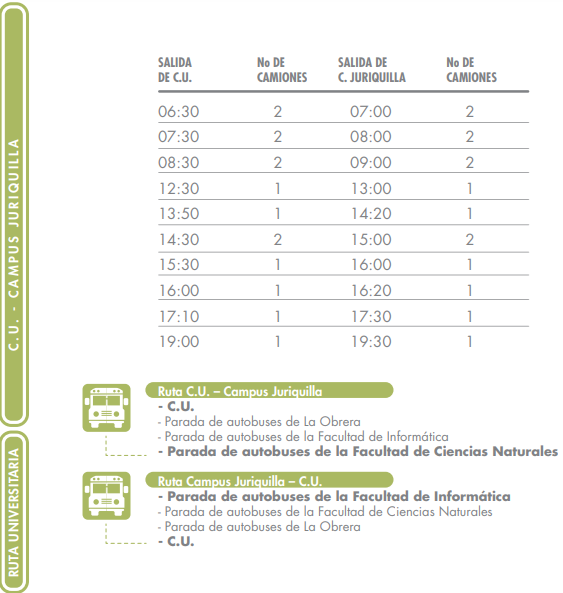 C.U. - CAMPUS JURIQUILLA
SALIDA DE C.U. No DE CAMIONES SALIDA DE C. JURIQUILLA No DE CAMIONES
06:30 2 07:00 2
07:30 2 08:00 2
08:30 2 09:00 2
12:30 1 13:00 1
13:50 1 14:20 1
14:30 2 15:00 2
15:30 1 16:00 1
16:00 1 16:20 1
17:10 1 17:30 1
19:00 1 19:30 1
RUTA UNIVERSITARIA
Ruta C.U. – Campus Juriquilla
- C.U.
- Parada de autobuses de La Obrera
- Parada de autobuses de la Facultad de Informática
- Parada de autobuses de la Facultad de Ciencias Naturales
Ruta Campus Juriquilla – C.U.
- Parada de autobuses de la Facultad de Informática
- Parada de autobuses de la Facultad de Ciencias Naturales
- Parada de autobuses de La Obrera
- C.U.